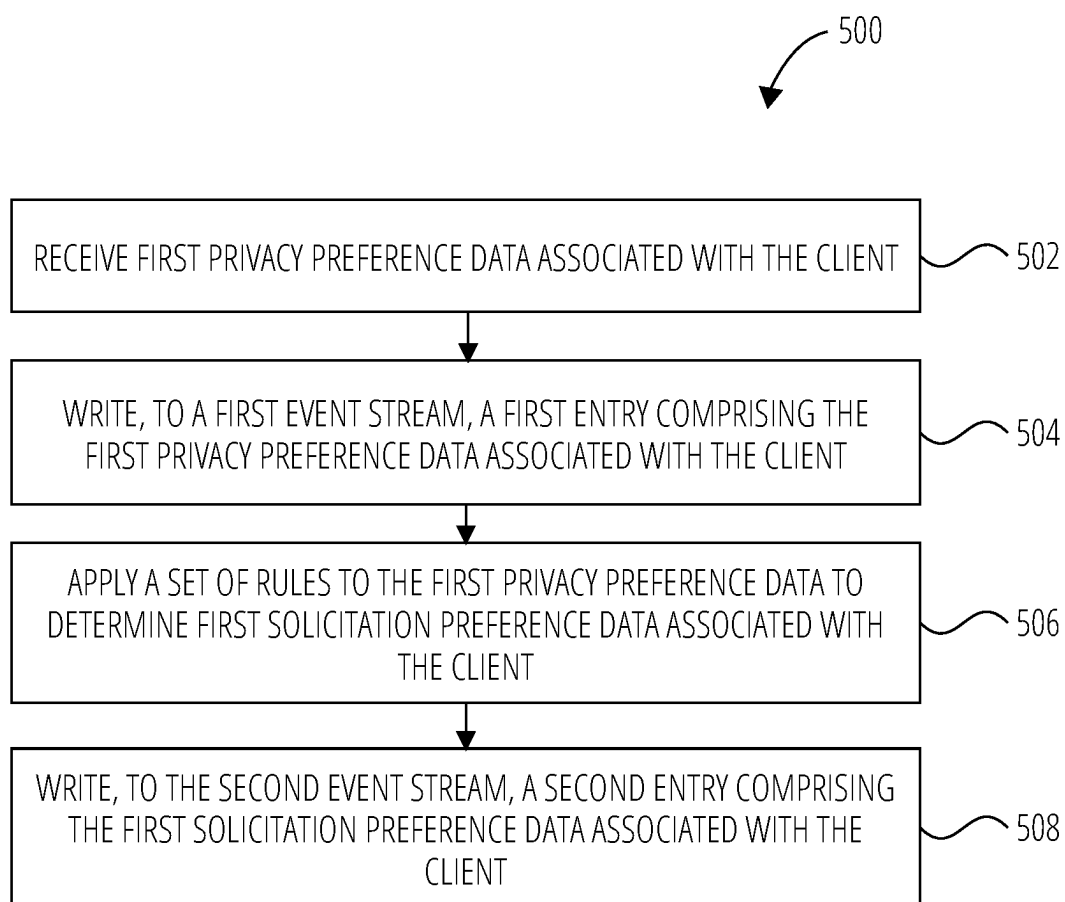 500
RECEIVE FIRST PRIVACY PREFERENCE DATA ASSOCIATED WITH THE CLIENT
502
WRITE, TO A FIRST EVENT STREAM, A FIRST ENTRY COMPRISING THE
FIRST PRIVACY PREFERENCE DATA ASSOCIATED WITH THE CLIENT
504
APPLY A SET OF RULES TO THE FIRST PRIVACY PREFERENCE DATA TO
DETERMINE FIRST SOLICITATION PREFERENCE DATA ASSOCIATED WITH
THE CLIENT
506
WRITE, TO THE SECOND EVENT STREAM, A SECOND ENTRY COMPRISING
THE FIRST SOLICITATION PREFERENCE DATA ASSOCIATED WITH THE
CLIENT
508